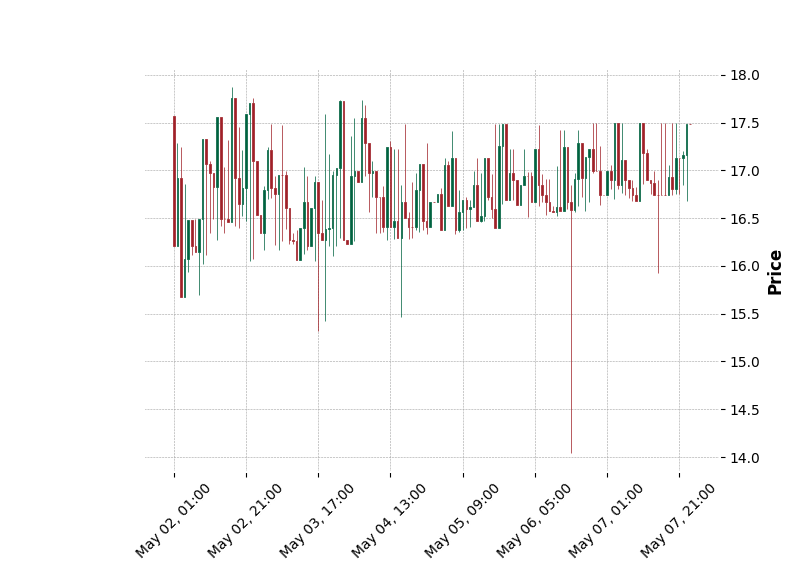 18.0
17.5
17.0
16.5
16.0
15.5
15.0
14.5
14.0
Price
May 02, 01:00
May 02, 21:00
May 03, 17:00
May 04, 13:00
May 05, 09:00
May 06, 05:00
May 07, 01:00
May 07, 21:00